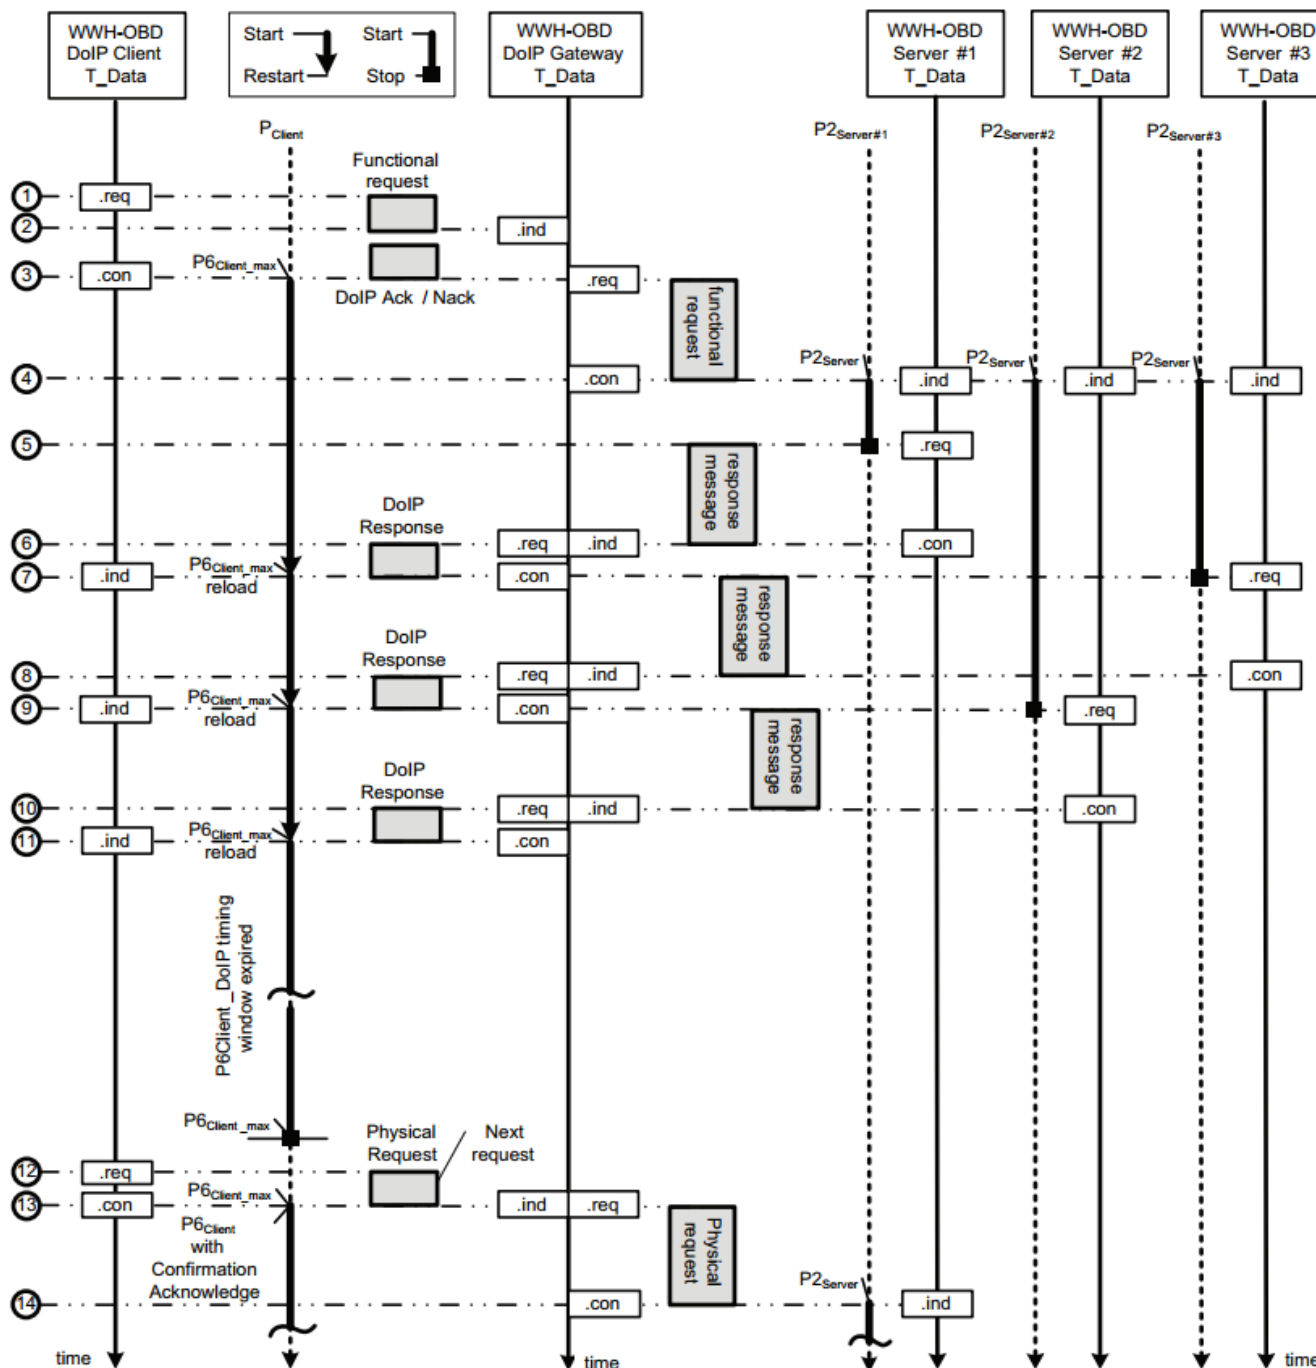 WWH-OBD
DoIP Client
T_Data
Start
Restart
Start
Stop
WWH-OBD
DoIP Gateway
T_Data
WWH-OBD
Server #1
T_Data
WWH-OBD
Server #2
T_Data
WWH-OBD
Server #3
T_Data
PClient
P2Server#1
P2Server#2
P2Server#3
Functional
request
1
.req
2
.ind
3
.con
P6Client_max
DoIP Ack / Nack
.req
functional
request
4
.con
P2Server
.ind
P2Server
.ind
P2Server
.ind
5
.req
response
message
DoIP
Response
6
.req
.ind
.con
7
.ind
P6Client_max
reload
.con
.req
response
message
DoIP
Response
8
.req
.ind
.con
9
.ind
P6Client_max
reload
.con
.req
response
message
DoIP
Response
10
.req
.ind
.con
11
.ind
P6Client_max
reload
.con
P6Client_DoIP timing
window expired
P6Client_max
Physical
Request
Next
request
12
.req
13
.con
P6Client_max
.ind
.req
P6Client
with
Confirmation
Acknowledge
Physical
request
14
.con
P2Server
.ind
time
time
time